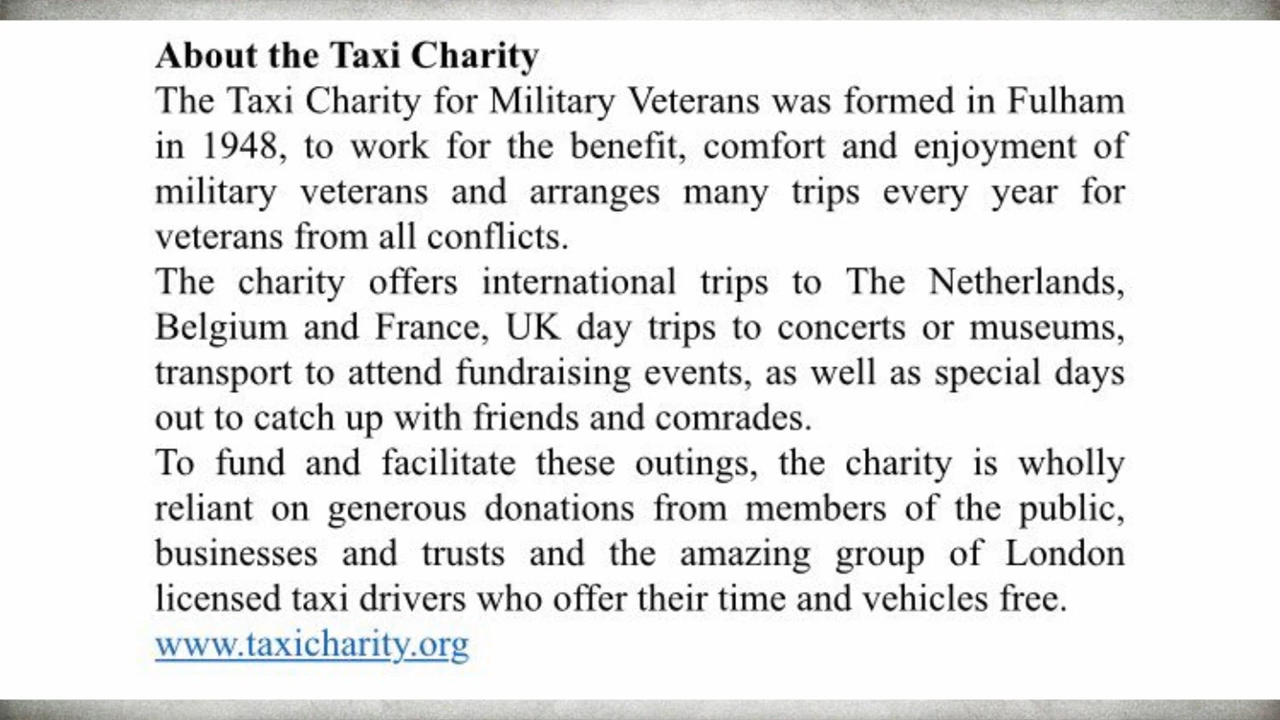 About the Taxi Charity
The Taxi Charity for Military Veterans was formed in Fulham
in 1948, to work for the benefit, comfort and enjoyment of
military veterans and arranges many trips every year for
veterans from all conflicts.
The charity offers international trips to The Netherlands,
Belgium and France, UK day trips to concerts or museums,
transport to attend fundraising events, as well as special days
out to catch up with friends and comrades.
To fund and facilitate these outings, the charity is wholly
reliant on generous donations from members of the public,
businesses and trusts and the amazing group of London
licensed taxi drivers who offer their time and vehicles free.
www.taxicharity.org